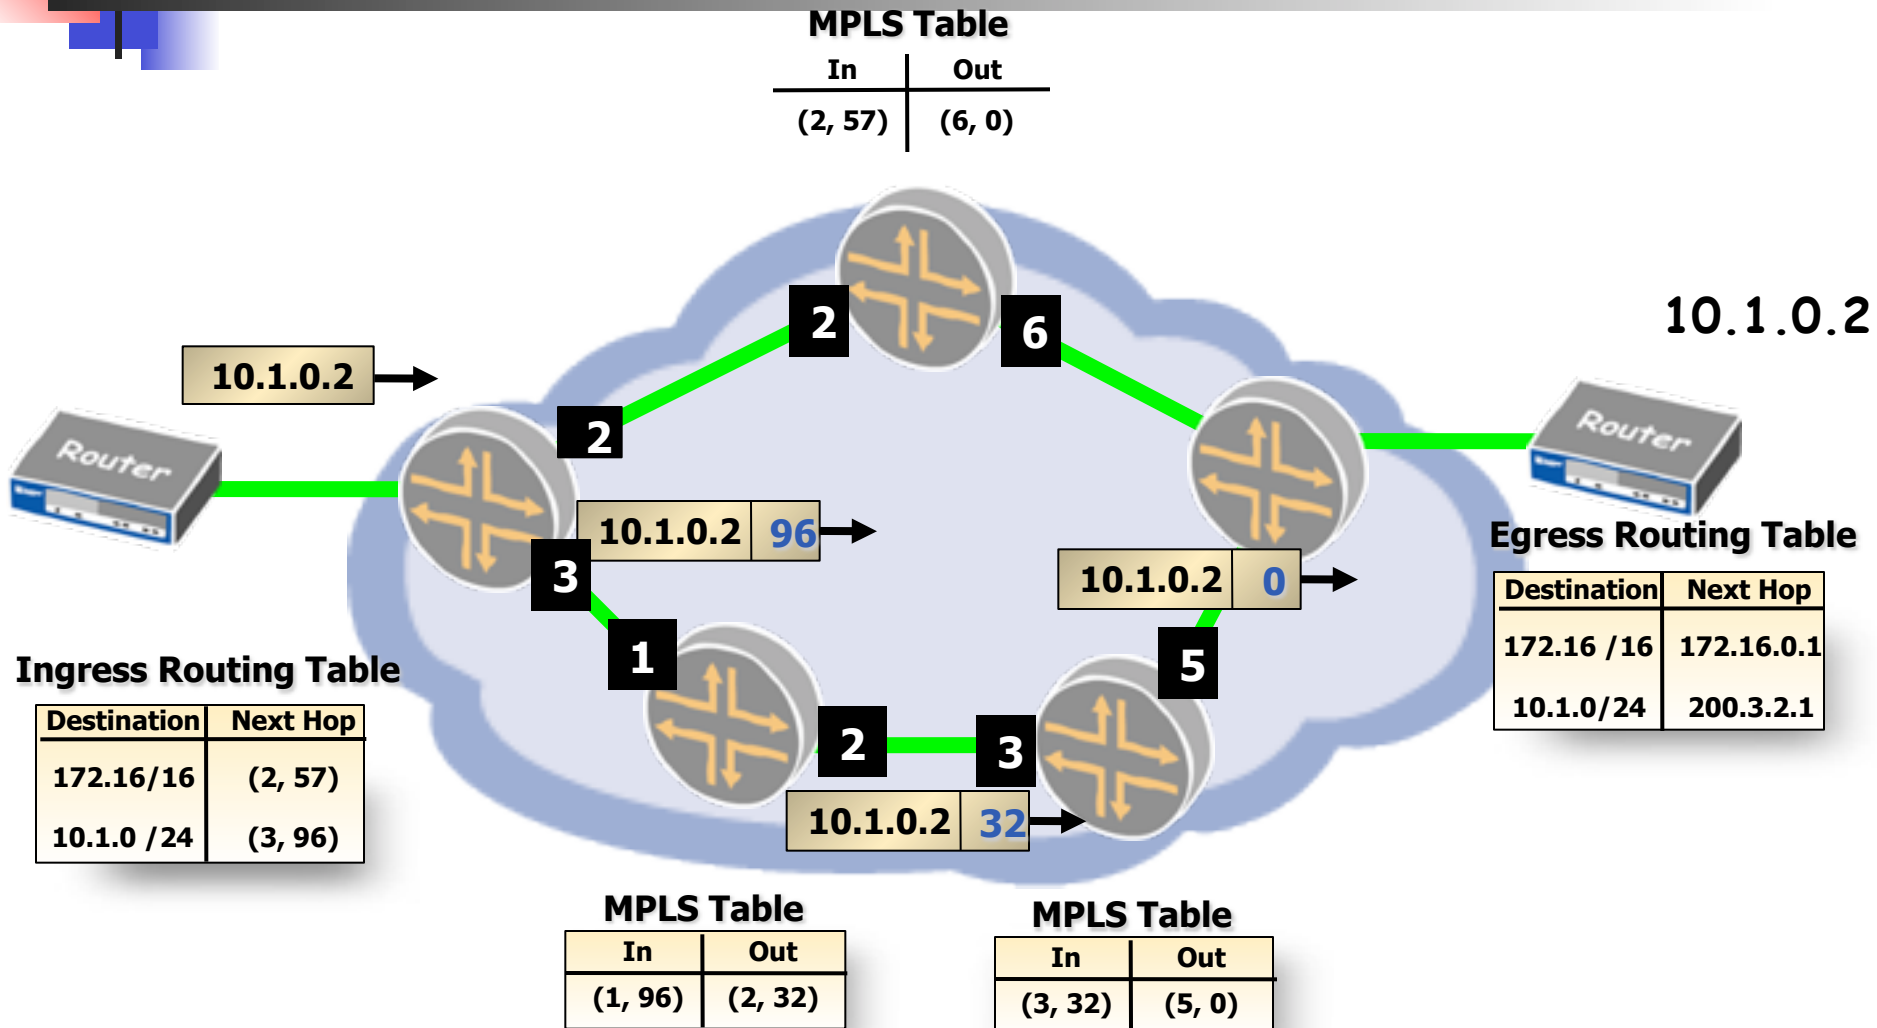 MPLS Table
In Out
(2, 57) (6, 0)
2
6
10.1.0.2
10.1.0.2
2
Router
Router
10.1.0.2 96
3
Egress Routing Table
Destination Next Hop
172.16 /16 172.16.0.1
10.1.0/24 200.3.2.1
10.1.0.2 0
1
5
Ingress Routing Table
Destination Next Hop
172.16/16 (2, 57)
10.1.0 /24 (3, 96)
2
3
10.1.0.2 32
MPLS Table
In Out
(1, 96) (2, 32)
MPLS Table
In Out
(3, 32) (5, 0)